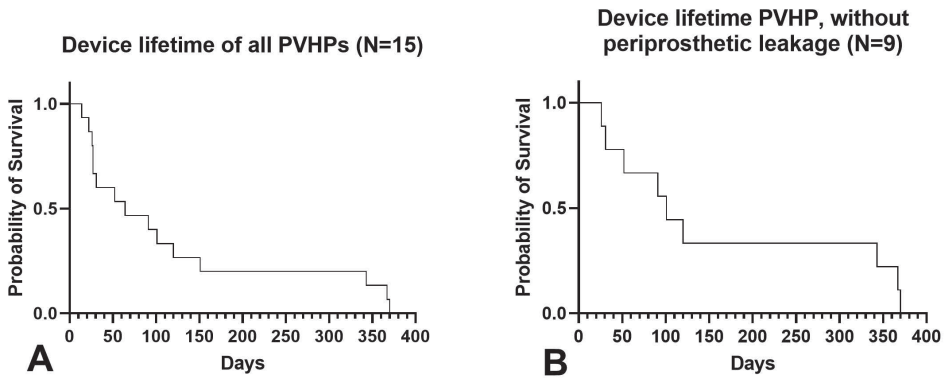 Device lifetime of all PVHPs (N=15)
Probability of Survival
1.0
0.5
0.0
0 50 100 150 200 250 300 350 400
Days
A
Device lifetime PVHP, without
periprosthetic leakage (N=9)
Probability of Survival
1.0
0.5
0.0
0 50 100 150 200 250 300 350 400
Days
B